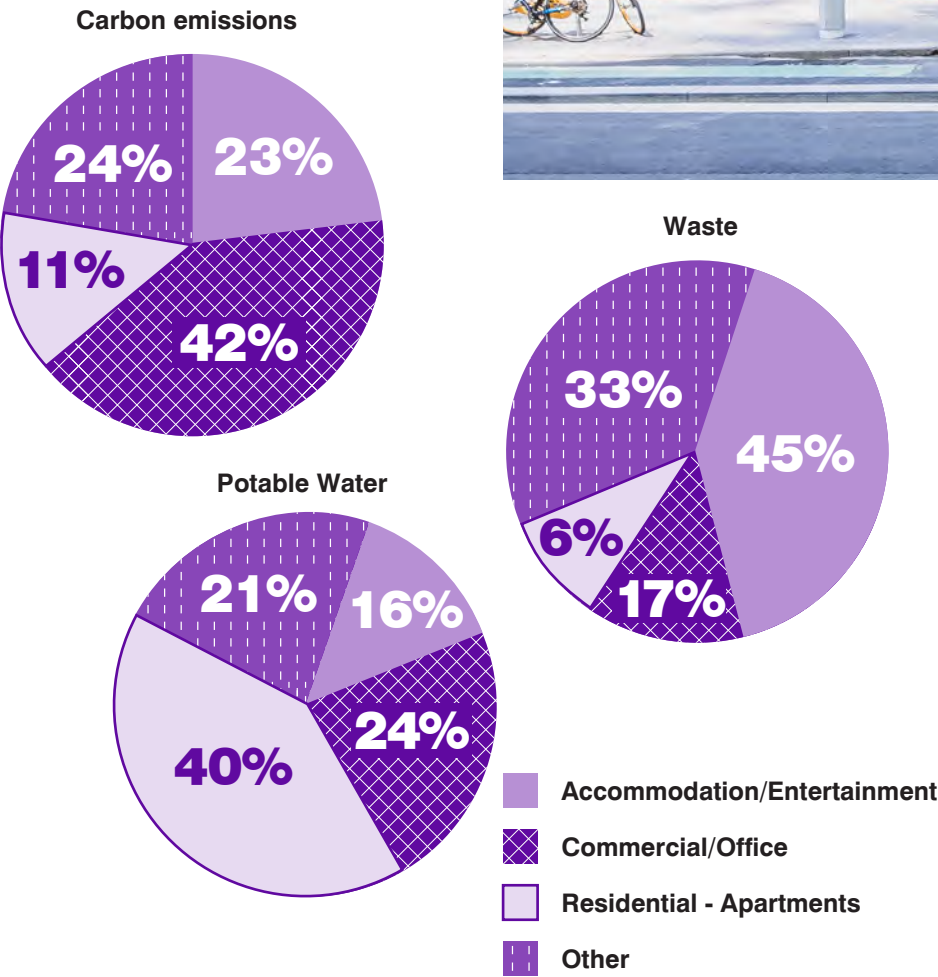 Carbon emissions
24%
23%
11%
42%
Waste
33%
45%
6%
17%
Potable Water
21%
16%
24%
40%
Accommodation/Entertainment
Commercial/Office
Residential - Apartments
Other